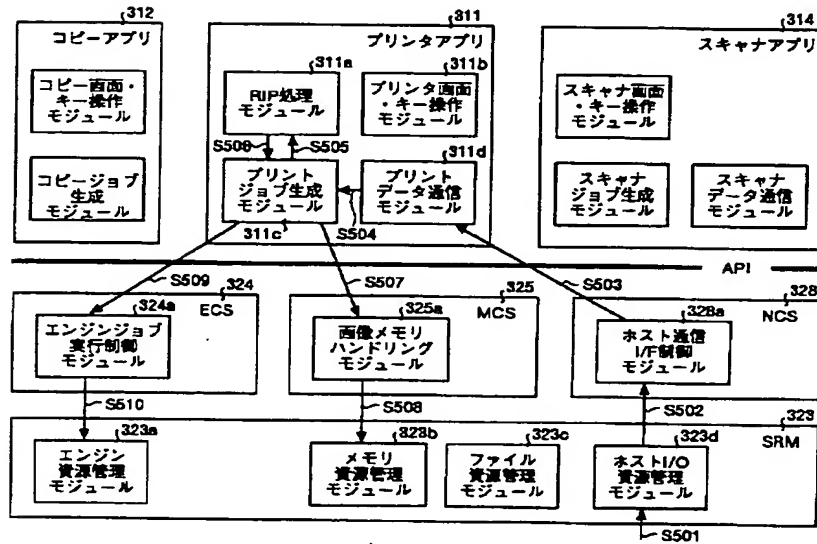 312
コピーアプリ
コピー画面・
キー操作
モジュール
コピージョブ
生成
モジュール
311
プリンタアプリ
311a
RIP処理
モジュール
311b
プリンタ画面
・キー操作
モジュール
S506
S505
311d
プリント
ジョブ生成
モジュール
プリント
データ通信
モジュール
311c
S504
314
スキャナアプリ
スキャナ画面
・キー操作
モジュール
スキャナ
ジョブ生成
モジュール
スキャナ
データ通信
モジュール
API
S509
S507
S503
324
ECS
324a
エンジンジョブ
実行制御
モジュール
325
MCS
325a
画像メモリ
ハンドリング
モジュール
328
NCS
328a
ホスト通信
I/F制御
モジュール
S510
S508
S502
323
SRM
323a
エンジン
資源管理
モジュール
323b
メモリ
資源管理
モジュール
323c
ファイル
資源管理
モジュール
323d
ホストI/O
資源管理
モジュール
S501